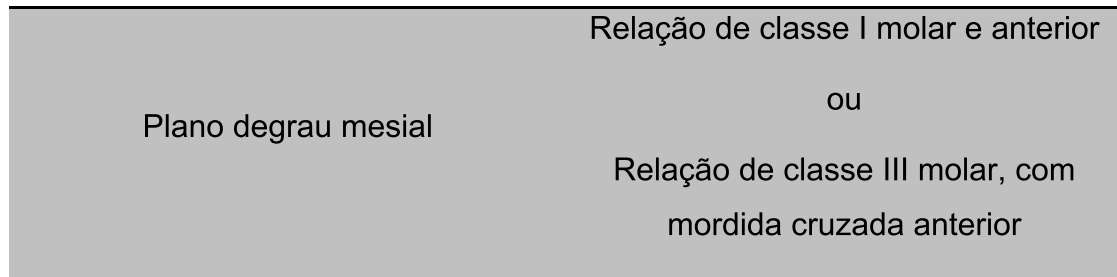 Plano degrau mesial
Relação de classe I molar e anterior
ou
Relação de classe III molar, com
mordida cruzada anterior